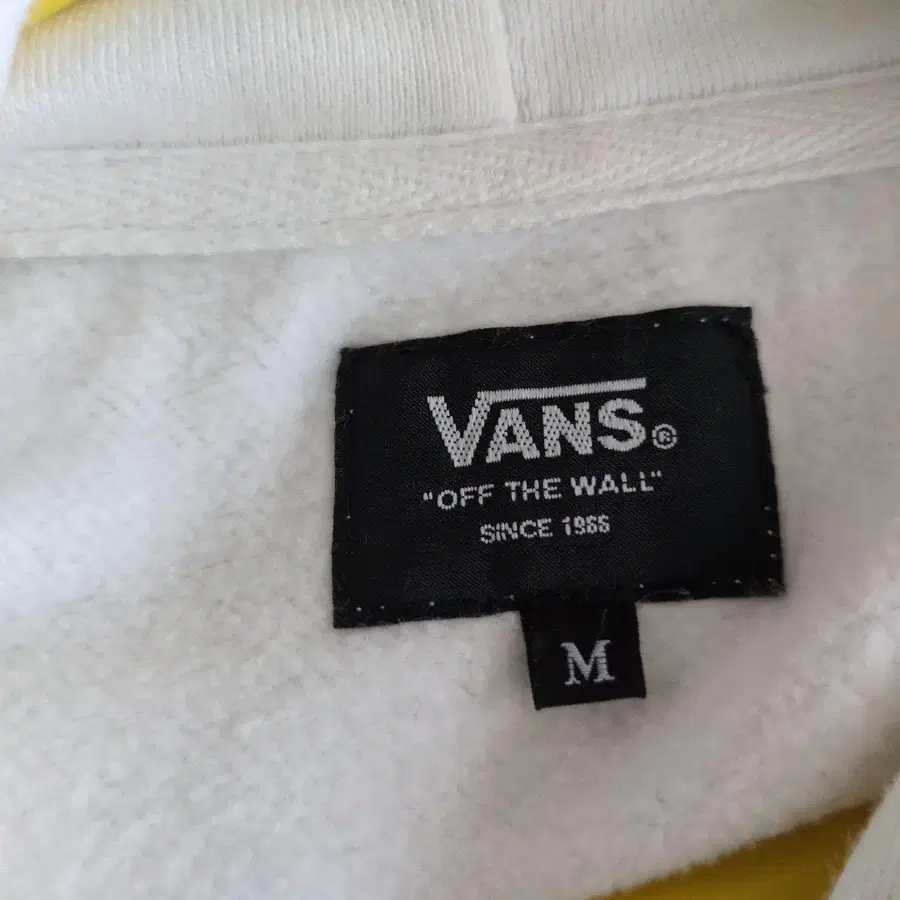 VANS®
"OFF THE WALL"
SINCE 1966
M